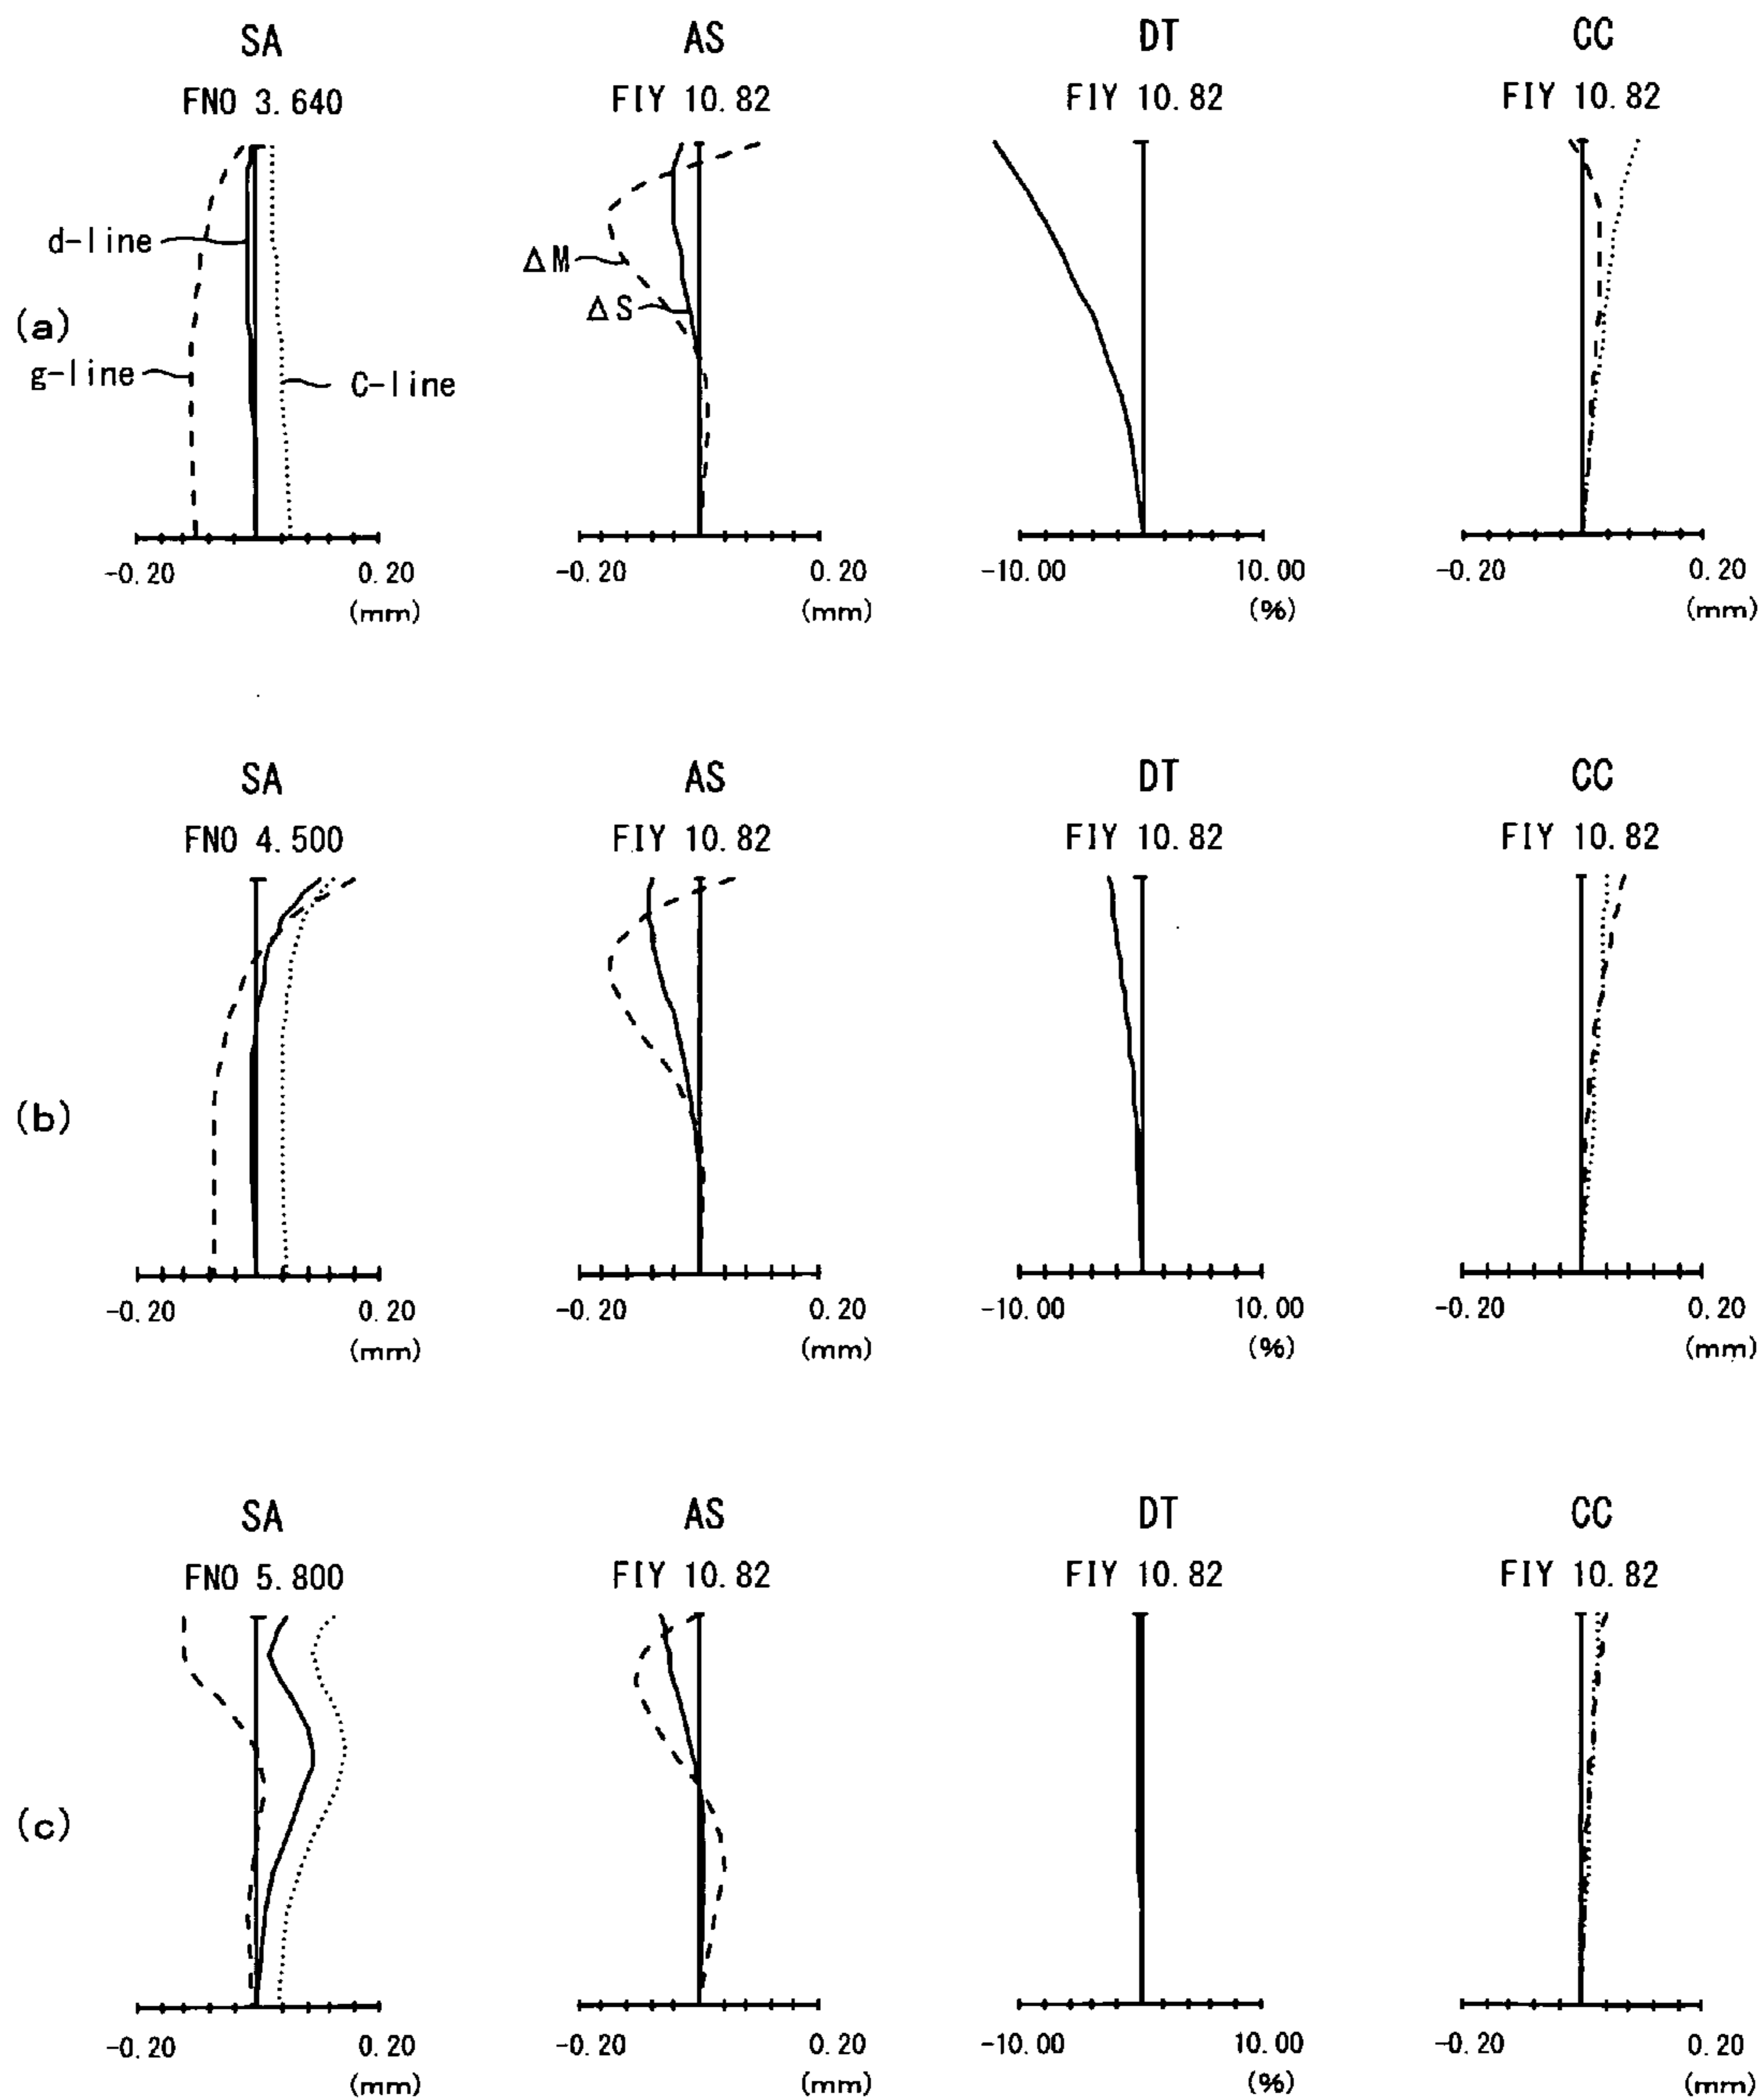 SA AS DT CC
FNO 3.640 FIY 10.82 FIY 10.82 FIY 10.82
d-line
ΔM
ΔS
(a)
g-line C-line
-0.20 0.20 -0.20 0.20 -10.00 10.00 -0.20 0.20
(mm) (mm) (%) (mm)
SA AS DT CC
FNO 4.500 FIY 10.82 FIY 10.82 FIY 10.82
(b)
-0.20 0.20 -0.20 0.20 -10.00 10.00 -0.20 0.20
(mm) (mm) (%) (mm)
SA AS DT CC
FNO 5.800 FIY 10.82 FIY 10.82 FIY 10.82
(c)
-0.20 0.20 -0.20 0.20 -10.00 10.00 -0.20 0.20
(mm) (mm) (%) (mm)